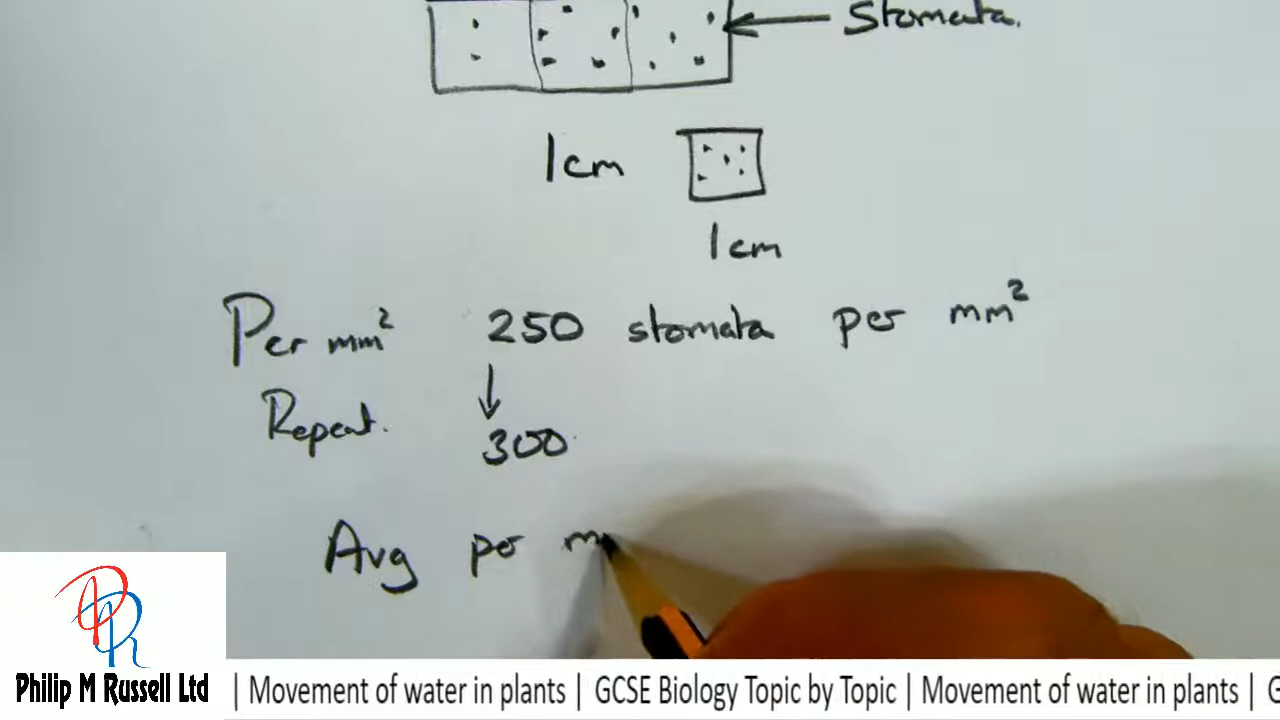 Stomata.
1cm
1cm
Per mm² 250 stomata per mm²
Repeat.
300
Avg per m
Philip M Russell Ltd
| Movement of water in plants | GCSE Biology Topic by Topic | Movement of water in plants | G